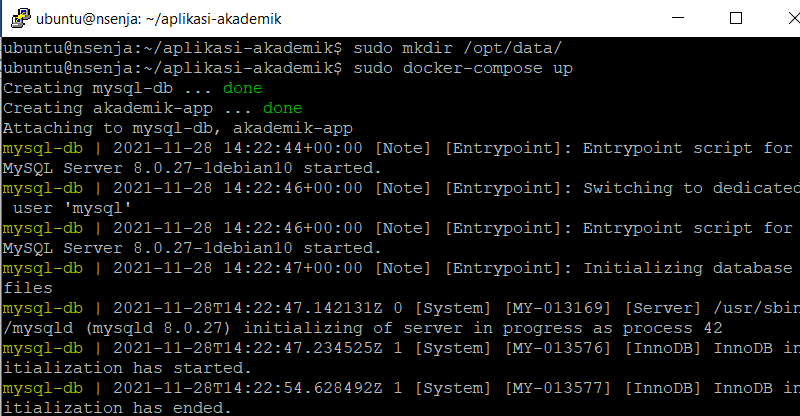 ubuntu@nsenja: ~/aplikasi-akademik
ubuntu@nsenja:~/aplikasi-akademik$ sudo mkdir /opt/data/
ubuntu@nsenja:~/aplikasi-akademik$ sudo docker-compose up
Creating mysql-db ... done
Creating akademik-app ... done
Attaching to mysql-db, akademik-app
mysql-db | 2021-11-28 14:22:44+00:00 [Note] [Entrypoint]: Entrypoint script for
MySQL Server 8.0.27-1debian10 started.
mysql-db | 2021-11-28 14:22:46+00:00 [Note] [Entrypoint]: Switching to dedicated
 user 'mysql'
mysql-db | 2021-11-28 14:22:46+00:00 [Note] [Entrypoint]: Entrypoint script for
MySQL Server 8.0.27-1debian10 started.
mysql-db | 2021-11-28 14:22:47+00:00 [Note] [Entrypoint]: Initializing database
files
mysql-db | 2021-11-28T14:22:47.142131Z 0 [System] [MY-013169] [Server] /usr/sbin
/mysqld (mysqld 8.0.27) initializing of server in progress as process 42
mysql-db | 2021-11-28T14:22:47.234525Z 1 [System] [MY-013576] [InnoDB] InnoDB in
itialization has started.
mysql-db | 2021-11-28T14:22:54.628492Z 1 [System] [MY-013577] [InnoDB] InnoDB in
itialization has ended.